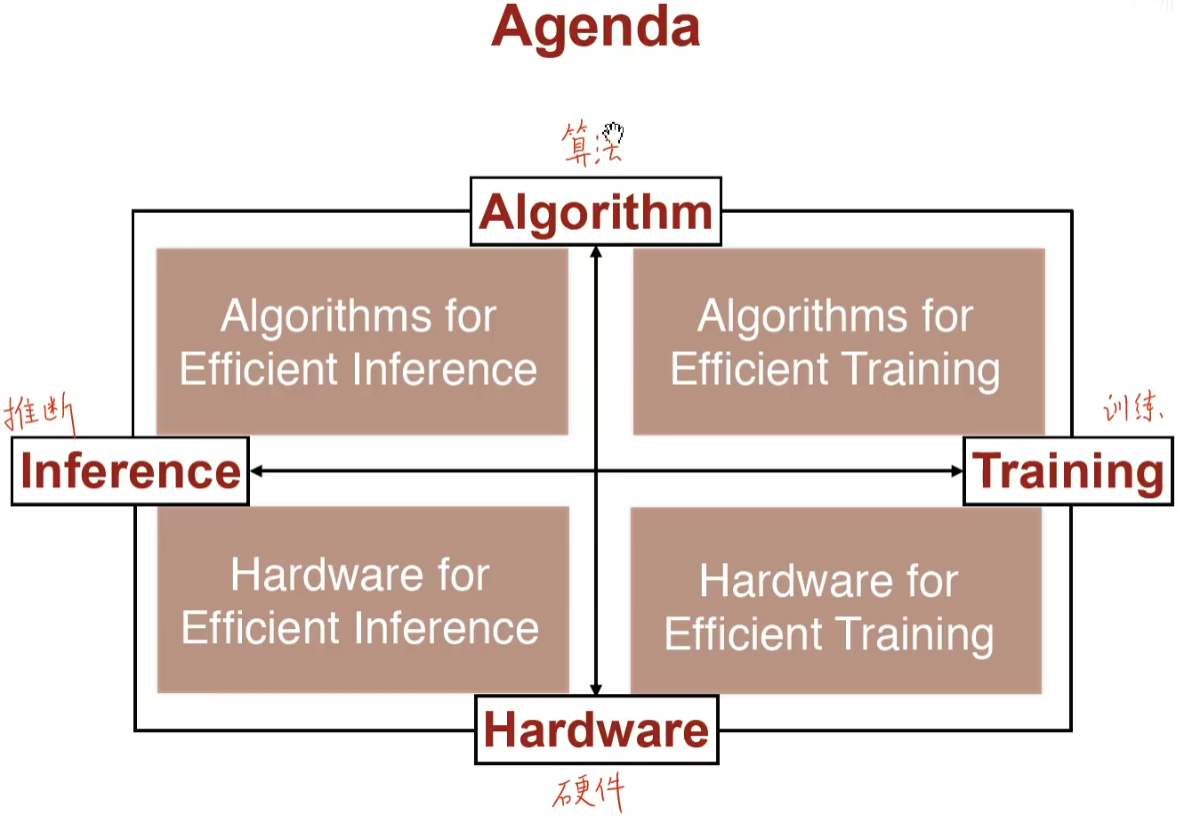 Agenda
算法
Algorithm
Algorithms for
Efficient Inference
Algorithms for
Efficient Training
推断
Inference
训练
Training
Hardware for
Efficient Inference
Hardware for
Efficient Training
Hardware
硬件